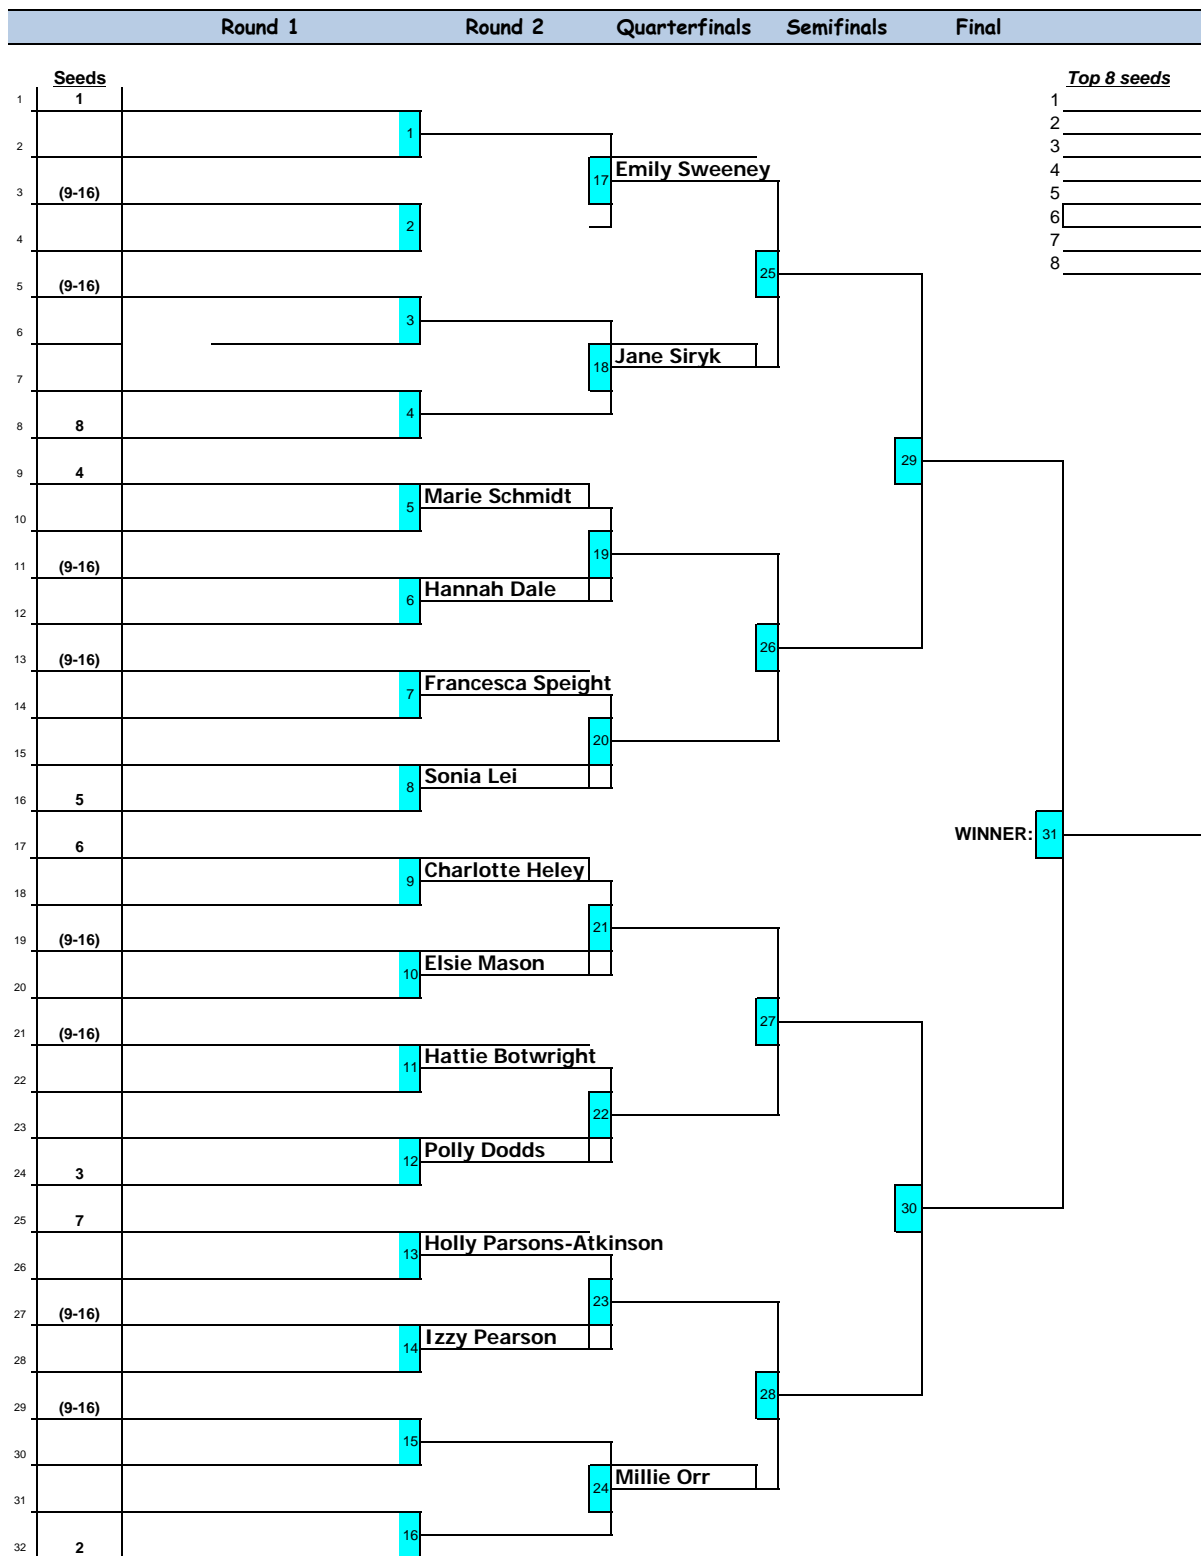 Round 1 Round 2 Quarterfinals Semifinals Final
Seeds Top 8 seeds
1 1 1
2
1
2 3
17 Emily Sweeney
4
3 (9-16) 5
6
2
4 7
8
25
5 (9-16)
3
6
18 Jane Siryk
7
4
8 8
29
9 4
5 Marie Schmidt
10
19
11 (9-16)
6 Hannah Dale
12
26
13 (9-16)
7 Francesca Speight
14
20
15
8 Sonia Lei
16 5
WINNER: 31
17 6
9 Charlotte Heley
18
21
19 (9-16)
10 Elsie Mason
20
27
21 (9-16)
11 Hattie Botwright
22
22
23
12 Polly Dodds
24 3
30
25 7
13 Holly Parsons-Atkinson
26
23
27 (9-16)
14 Izzy Pearson
28
28
29 (9-16)
15
30
24 Millie Orr
31
16
32 2